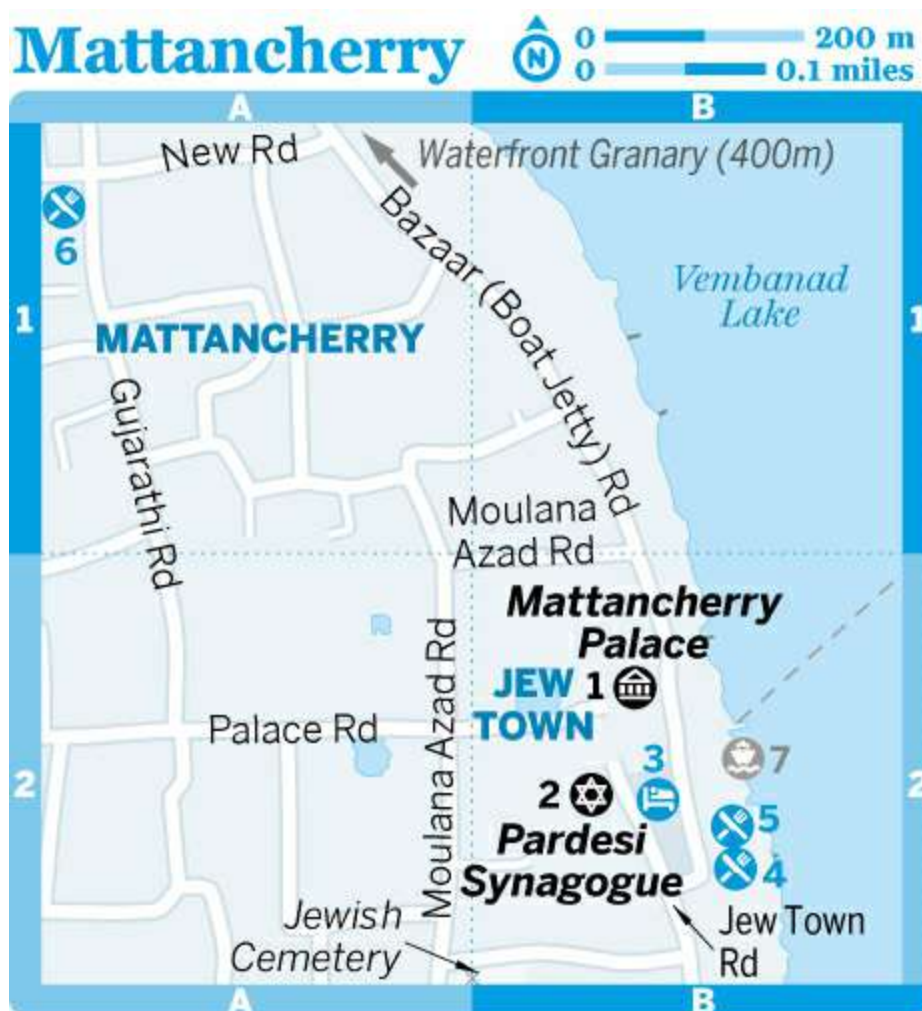 Mattancherry
N
0 200 m
0 0.1 miles
A B
New Rd
Waterfront Granary (400m)
Bazaar (Boat Jetty) Rd
6
Vembanad
Lake
1 1
MATTANCHERRY
Gujarathi Rd
Moulana
Azad Rd
Mattancherry
Palace
JEW 1
TOWN
Moulana Azad Rd
Palace Rd
2 2
3
7
2
5
Pardesi
Synagogue
4
Jewish
Cemetery
Jew Town
Rd
A B